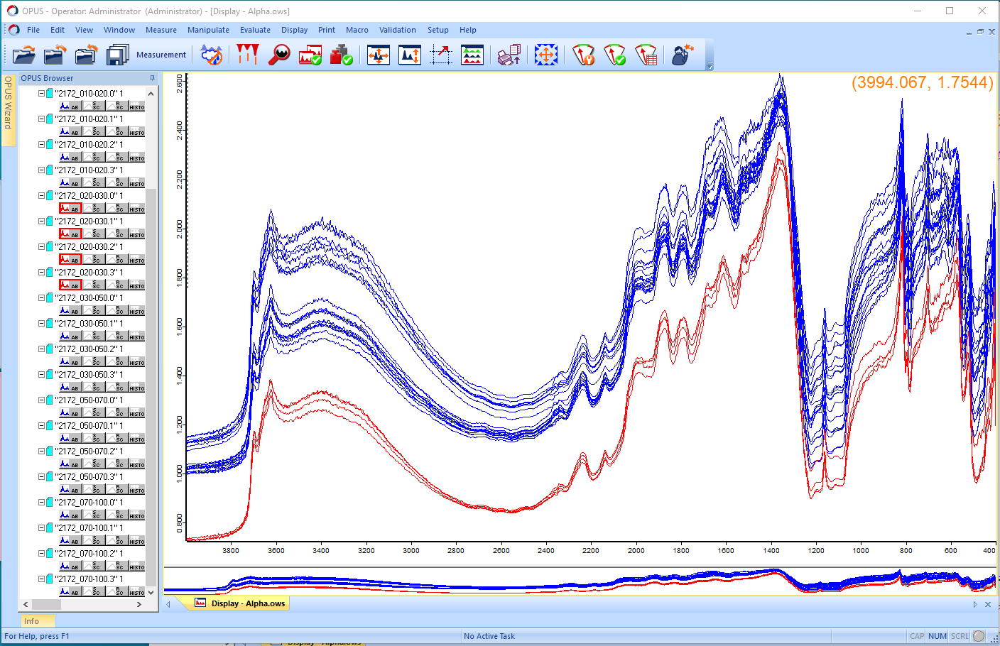 OPUS - Operator: Administrator  (Administrator) - [Display - Alpha.ows]
File Edit View Window Measure Manipulate Evaluate Display Print Macro Validation Setup Help
Measurement
OPUS Wizard
OPUS Browser
"2172_010-020.0" 1
AB S SC R SC HISTO
"2172_010-020.1" 1
AB S SC R SC HISTO
"2172_010-020.2" 1
AB S SC R SC HISTO
"2172_010-020.3" 1
AB S SC R SC HISTO
"2172_020-030.0" 1
AB S SC R SC HISTO
"2172_020-030.1" 1
AB S SC R SC HISTO
"2172_020-030.2" 1
AB S SC R SC HISTO
"2172_020-030.3" 1
AB S SC R SC HISTO
"2172_030-050.0" 1
AB S SC R SC HISTO
"2172_030-050.1" 1
AB S SC R SC HISTO
"2172_030-050.2" 1
AB S SC R SC HISTO
"2172_030-050.3" 1
AB S SC R SC HISTO
"2172_050-070.0" 1
AB S SC R SC HISTO
"2172_050-070.1" 1
AB S SC R SC HISTO
"2172_050-070.2" 1
AB S SC R SC HISTO
"2172_050-070.3" 1
AB S SC R SC HISTO
"2172_070-100.0" 1
AB S SC R SC HISTO
"2172_070-100.1" 1
AB S SC R SC HISTO
"2172_070-100.2" 1
AB S SC R SC HISTO
"2172_070-100.3" 1
AB S SC R SC HISTO
(3994.067, 1.7544)
2.600
2.400
2.200
2.000
1.800
1.600
1.400
1.200
1.000
0.800
3800 3600 3400 3200 3000 2800 2600 2400 2200 2000 1800 1600 1400 1200 1000 800 600 400
Display - Alpha.ows
Info
For Help, press F1
No Active Task
CAP NUM SCRL